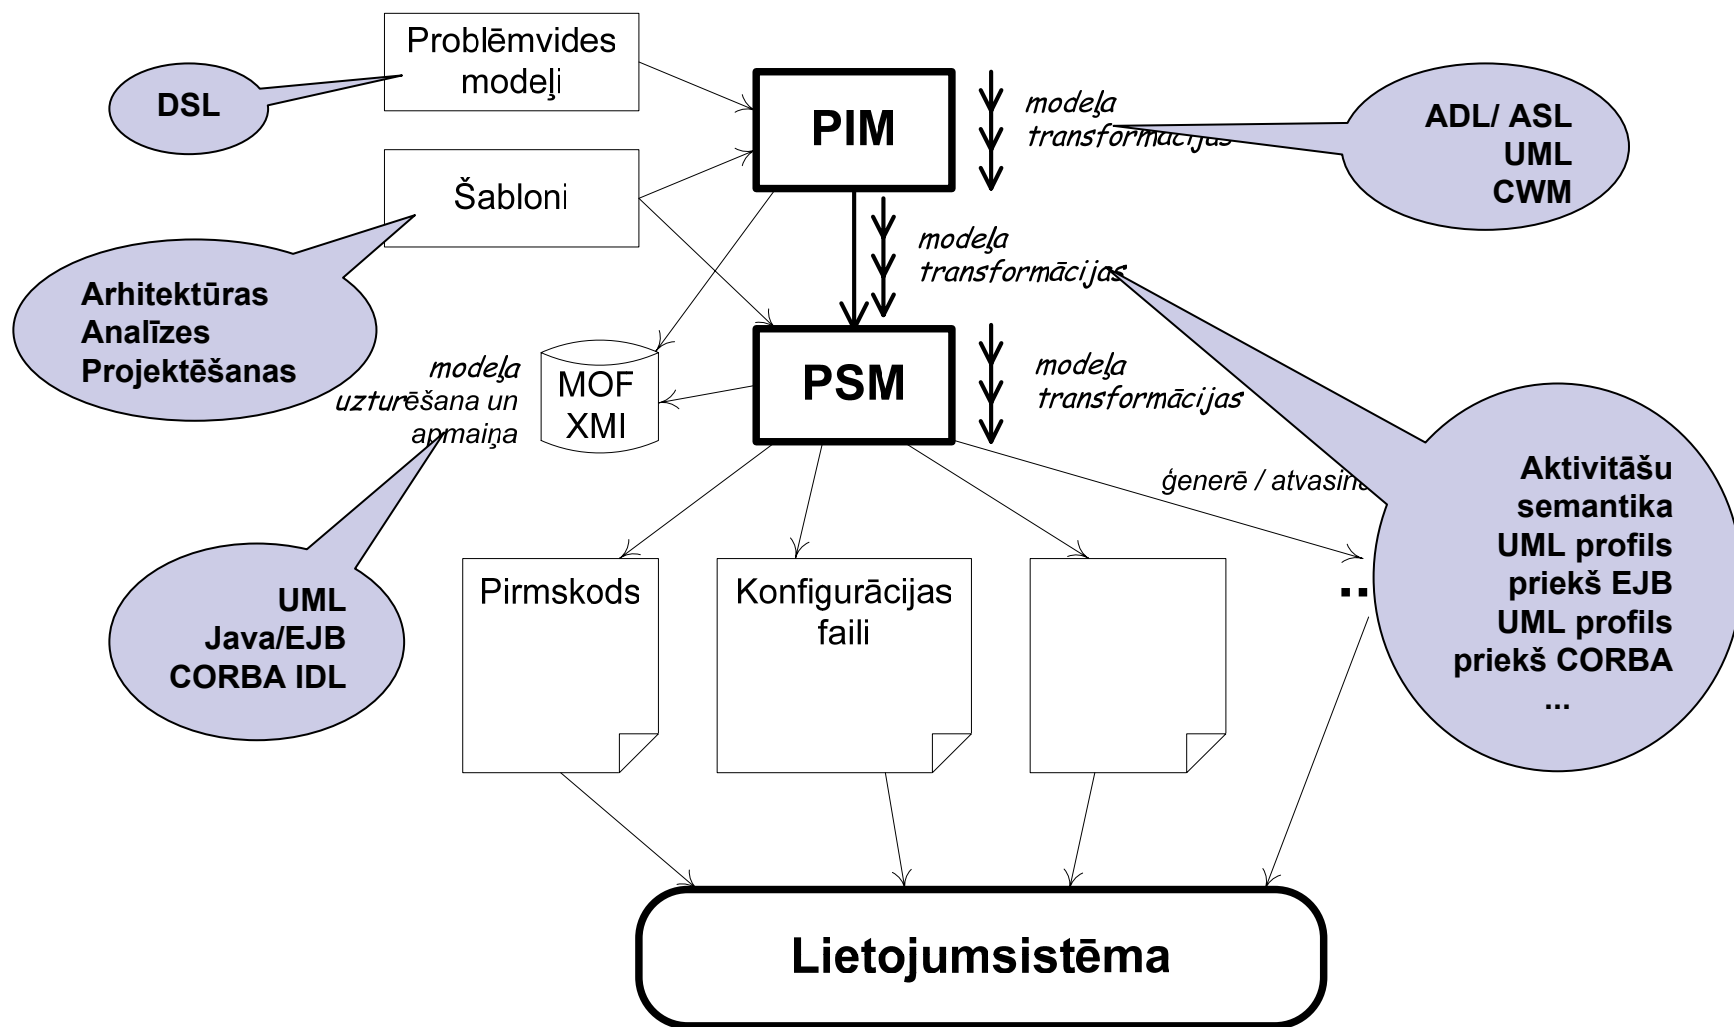 Problēmvides
modeļi
DSL
PIM
modeļa
transformācijas
ADL/ ASL
UML
CWM
Šabloni
modeļa
transformācijas
Arhitektūras
Analīzes
Projektēšanas
modeļa
uzturēšana un
apmaiņa
MOF
XMI
PSM
modeļa
transformācijas
ģenerē / atvasina
Aktivitāšu
semantika
UML profils
priekš EJB
UML profils
priekš CORBA
...
UML
Java/EJB
CORBA IDL
Pirmskods
Konfigurācijas
faili
..
Lietojumsistēma